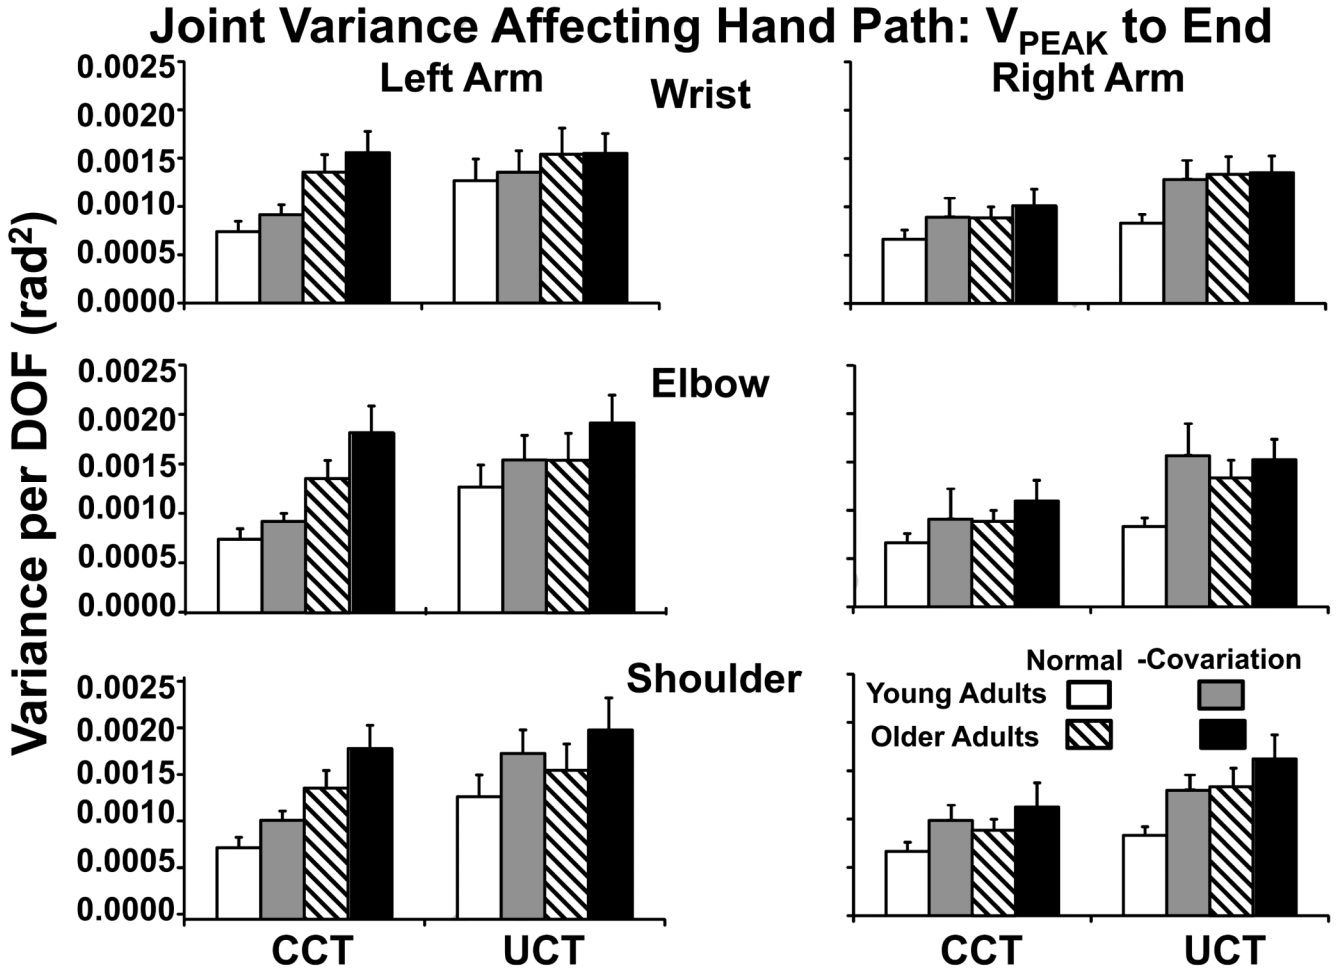 Joint Variance Affecting Hand Path: VPEAK to End
Left Arm
Wrist
Right Arm
Variance per DOF (rad²)
0.0025
0.0020
0.0015
0.0010
0.0005
0.0000
Elbow
0.0025
0.0020
0.0015
0.0010
0.0005
0.0000
Shoulder
0.0025
0.0020
0.0015
0.0010
0.0005
0.0000
Normal -Covariation
Young Adults
Older Adults
CCT UCT CCT UCT